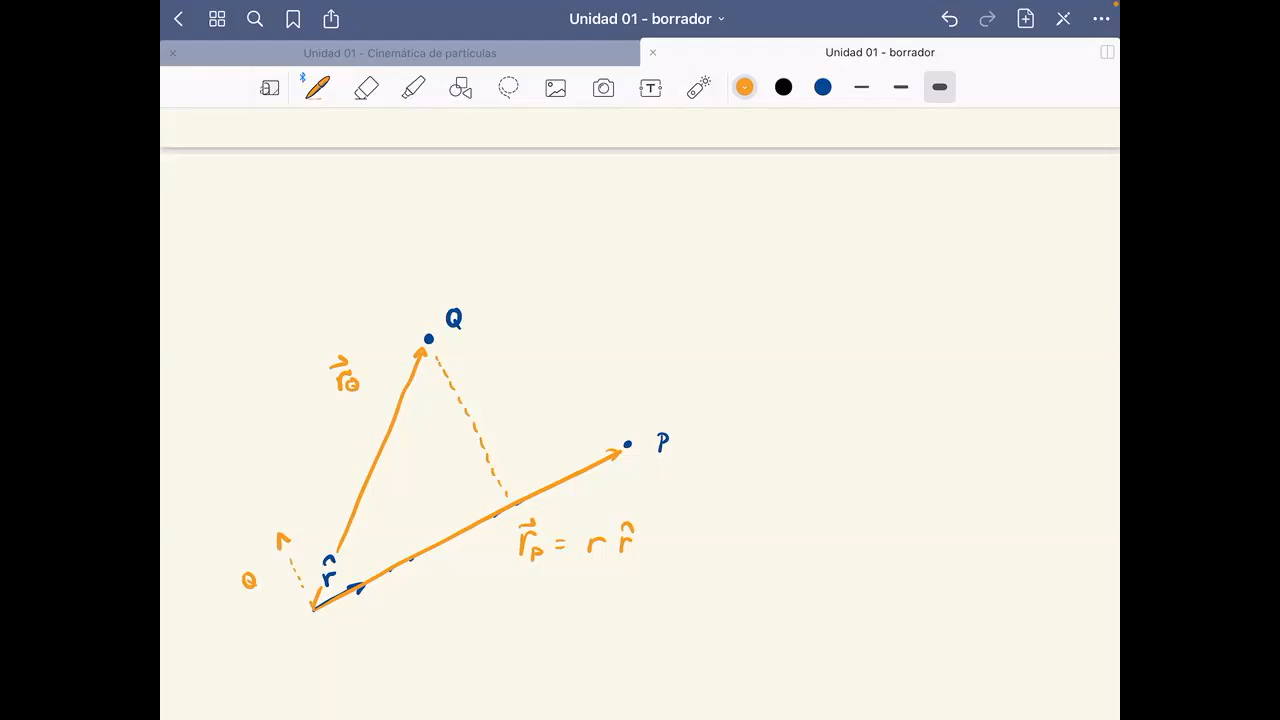 Unidad 01 - borrador
Unidad 01 - Cinemática de partículas
Unidad 01 - borrador
T
Q
r⃗Q
P
r⃗P = r r̂
r̂
θ